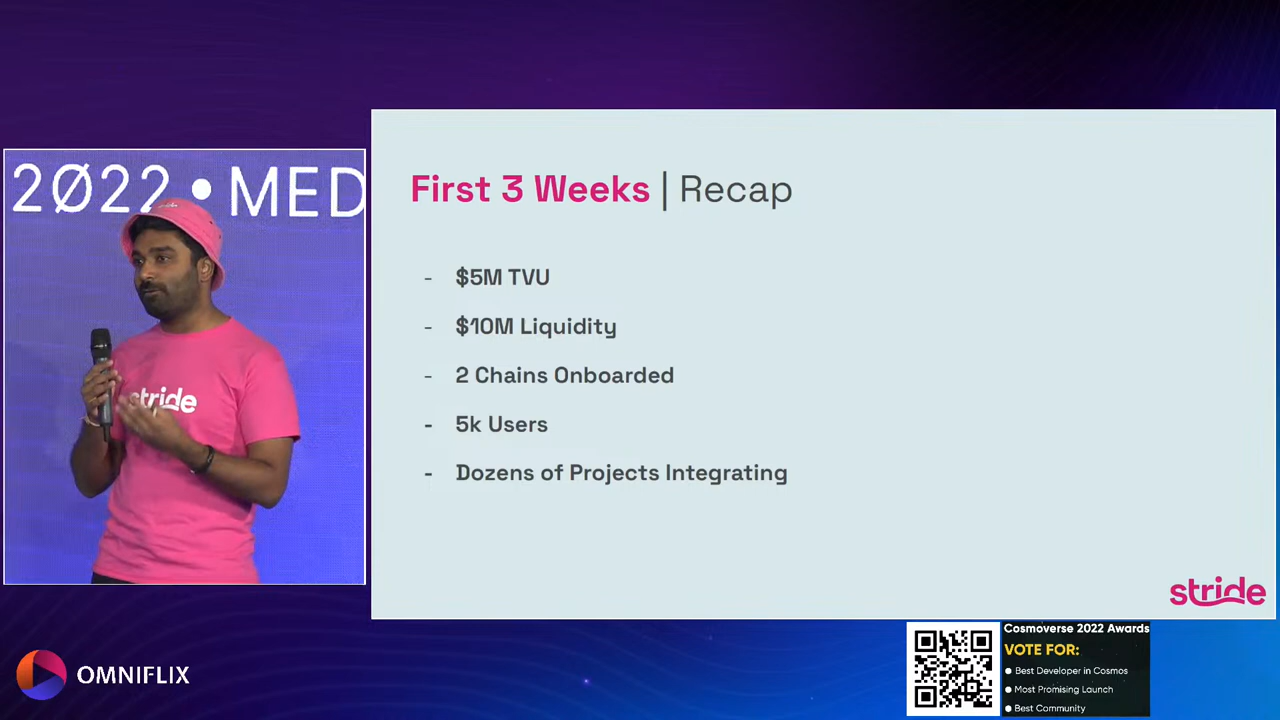 2022 • MED
stride
First 3 Weeks | Recap
- $5M TVU
- $10M Liquidity
- 2 Chains Onboarded
- 5k Users
- Dozens of Projects Integrating
stride
OMNIFLIX
Cosmoverse 2022 Awards
VOTE FOR:
● Best Developer in Cosmos
● Most Promising Launch
● Best Community